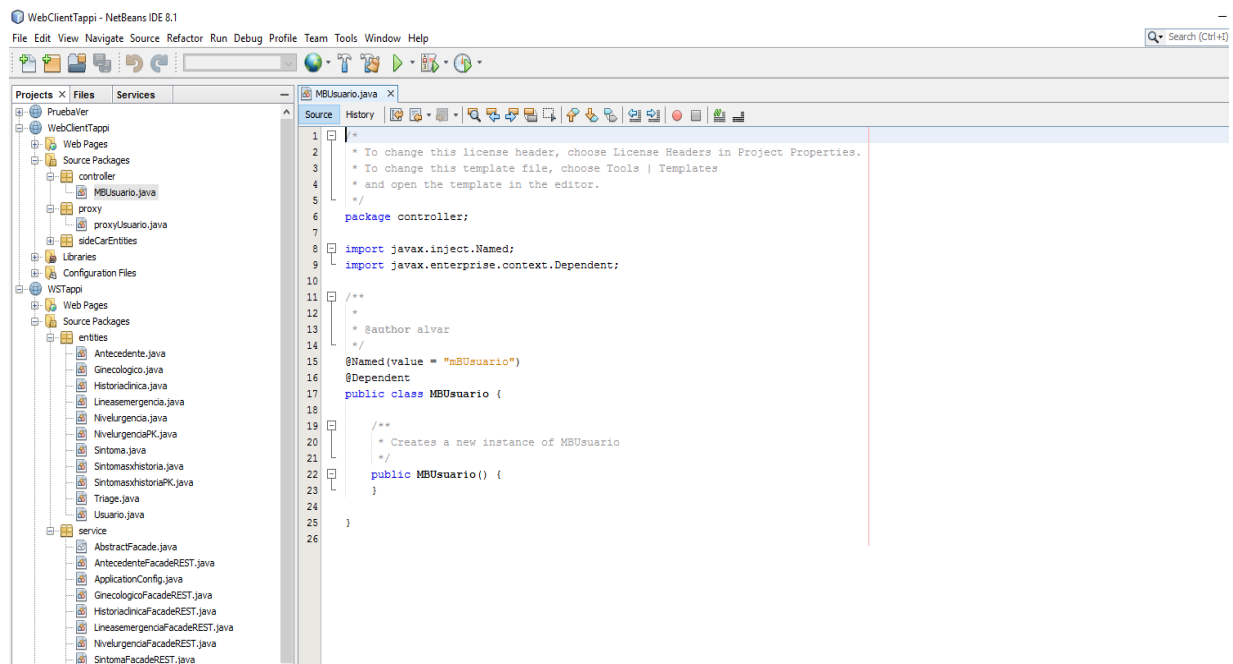 WebClientTappi - NetBeans IDE 8.1
File Edit View Navigate Source Refactor Run Debug Profile Team Tools Window Help
Search (Ctrl+I)
Projects × Files Services
MBUsuario.java ×
Source History
PruebaVer
WebClientTappi
Web Pages
Source Packages
controller
MBUsuario.java
proxy
proxyUsuario.java
sideCarEntities
Libraries
Configuration Files
WSTappi
Web Pages
Source Packages
entities
Antecedente.java
Ginecologico.java
Historiaclinica.java
Lineasemergencia.java
Nivelurgencia.java
NivelurgenciaPK.java
Sintoma.java
Sintomasxhistoria.java
SintomasxhistoriaPK.java
Triage.java
Usuario.java
service
AbstractFacade.java
AntecedenteFacadeREST.java
ApplicationConfig.java
GinecologicoFacadeREST.java
HistoriaclinicaFacadeREST.java
LineasemergenciaFacadeREST.java
NivelurgenciaFacadeREST.java
SintomaFacadeREST.java
1 /*
2 * To change this license header, choose License Headers in Project Properties.
3 * To change this template file, choose Tools | Templates
4 * and open the template in the editor.
5 */
6 package controller;
7
8 import javax.inject.Named;
9 import javax.enterprise.context.Dependent;
10
11 /**
12 *
13 * @author alvar
14 */
15 @Named(value = "mBUsuario")
16 @Dependent
17 public class MBUsuario {
18
19 /**
20 * Creates a new instance of MBUsuario
21 */
22 public MBUsuario() {
23 }
24
25 }
26